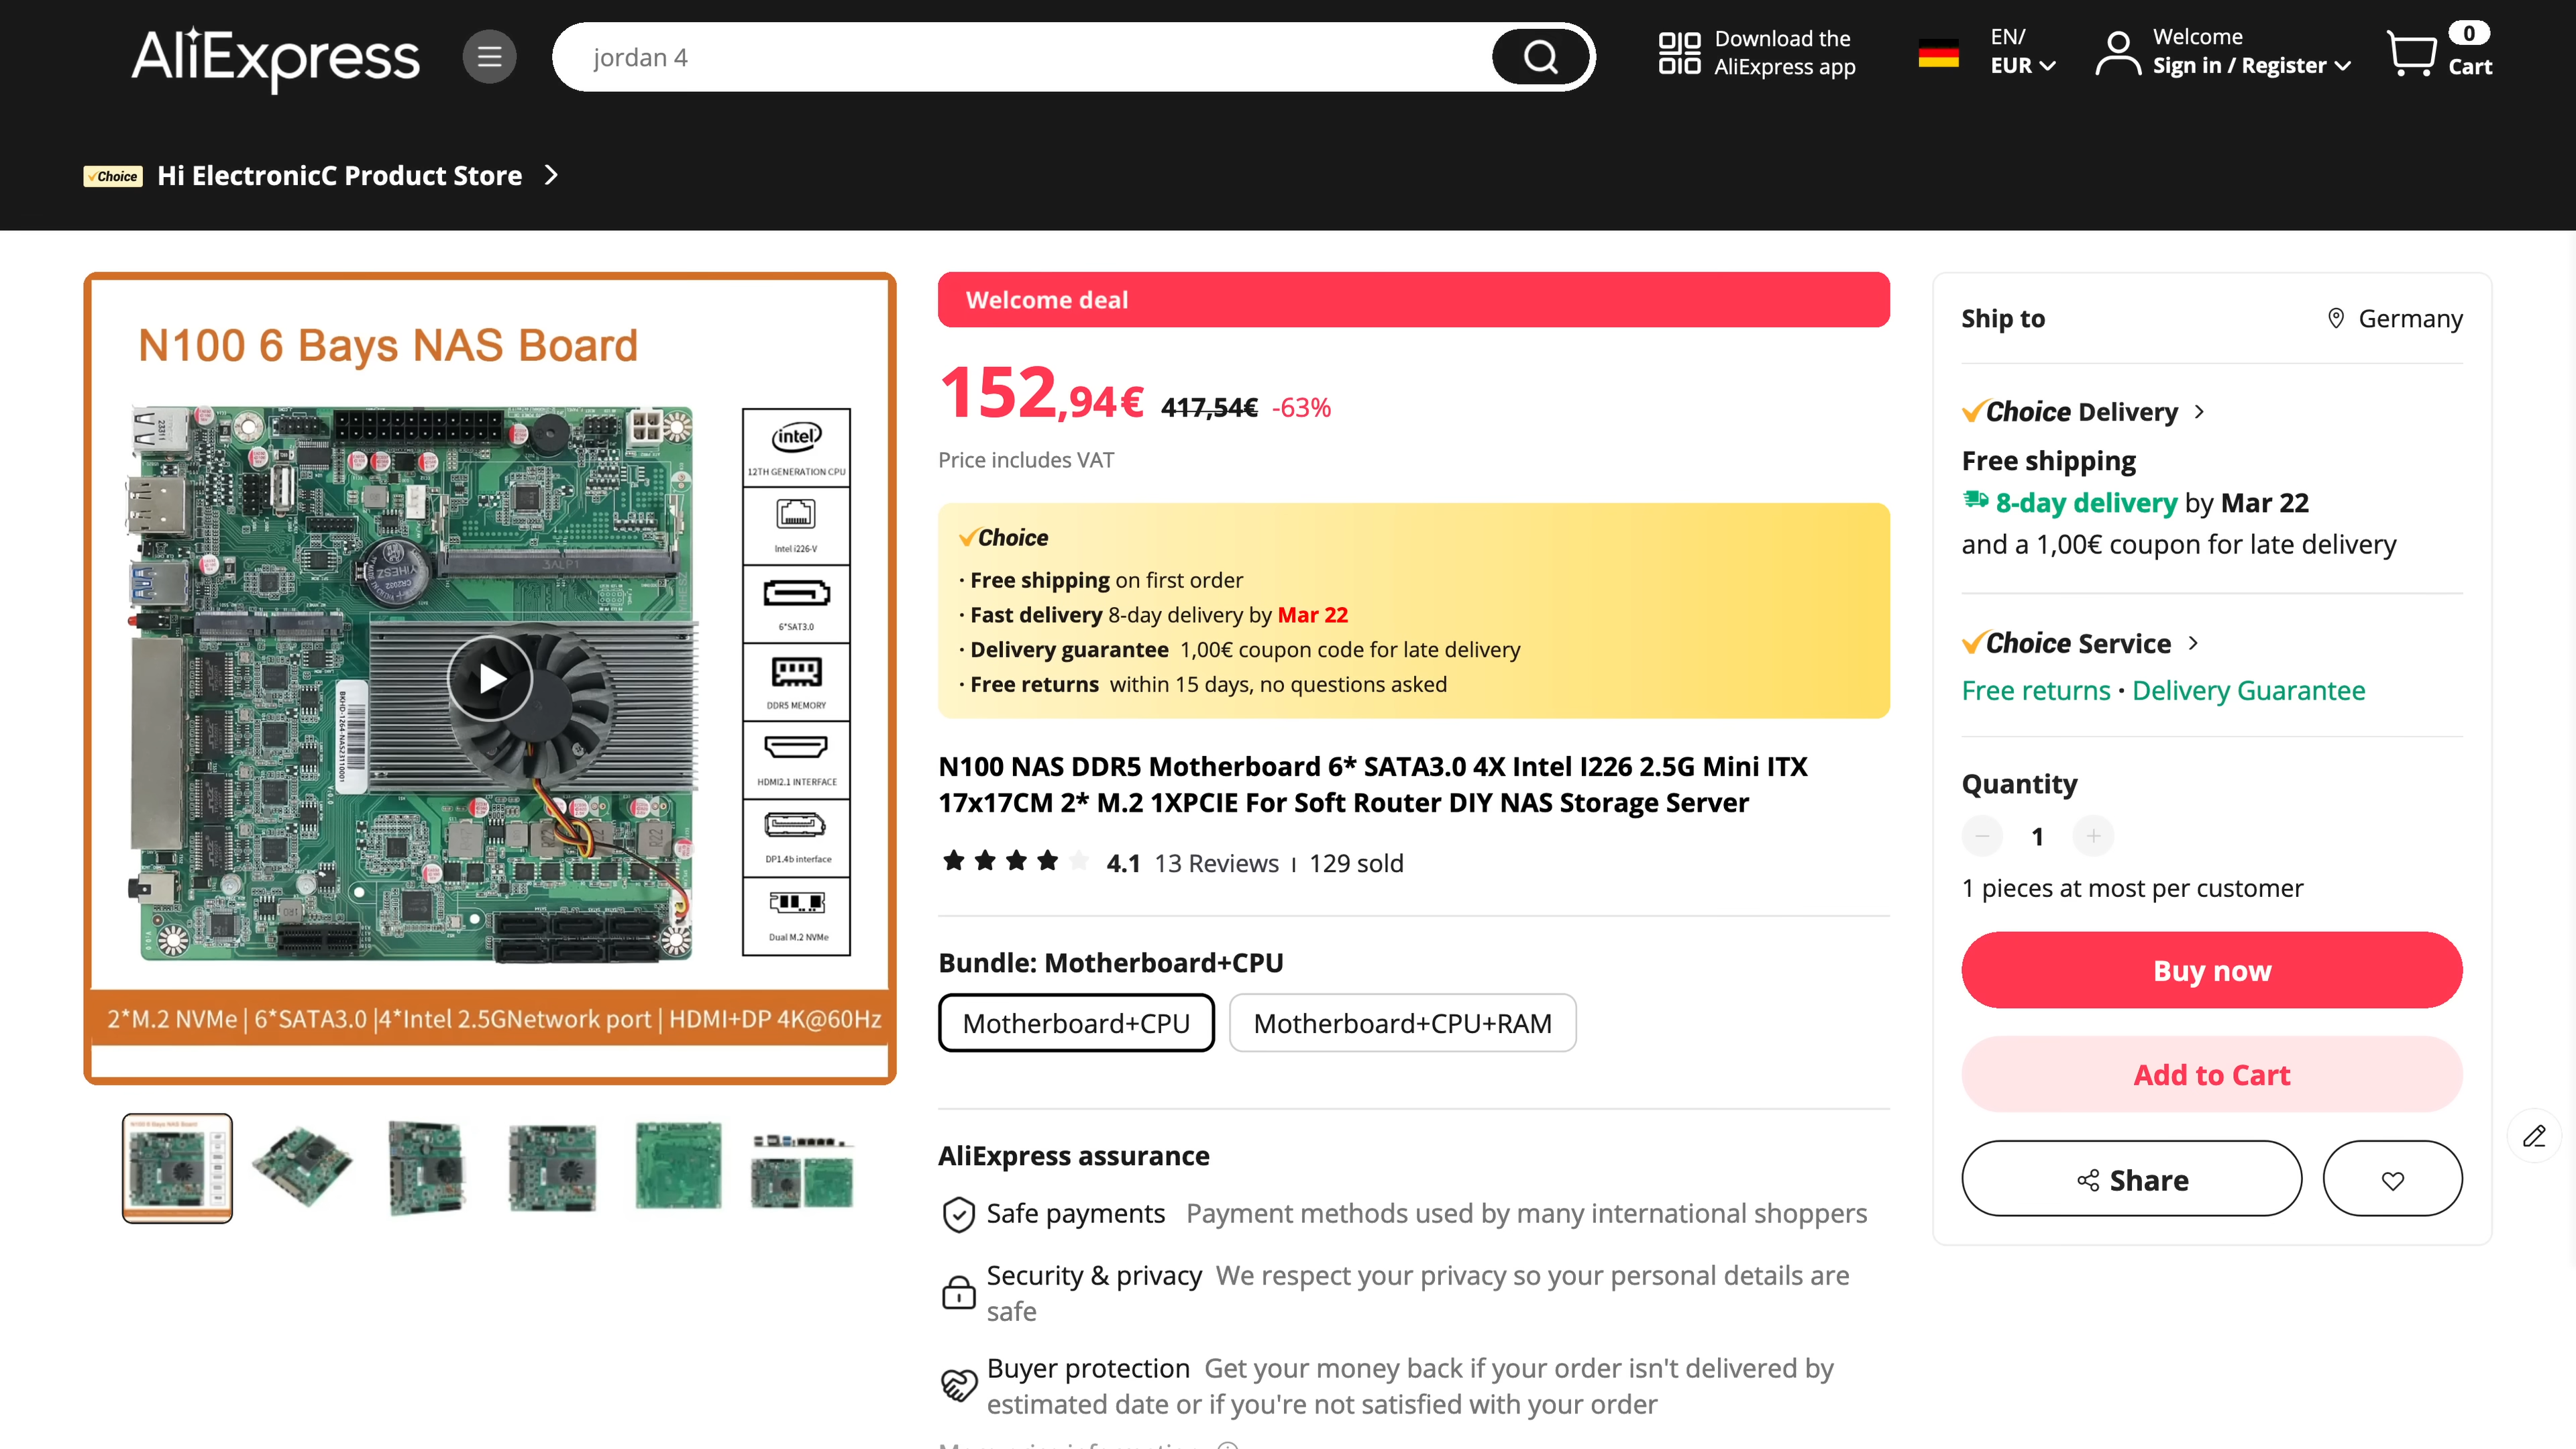 AliExpress
jordan 4
Download the
AliExpress app
EN/
EUR
Welcome
Sign in / Register
0
Cart
Choice Hi ElectronicC Product Store
N100 6 Bays NAS Board
intel
12TH GENERATION CPU
Intel i226-V
6*SAT3.0
DDR5 MEMORY
HDMI2.1 INTERFACE
DP1.4b interface
Dual M.2 NVMe
2*M.2 NVMe | 6*SATA3.0 |4*Intel 2.5GNetwork port | HDMI+DP 4K@60Hz
Welcome deal
152,94€ 417,54€ -63%
Price includes VAT
Choice
· Free shipping on first order
· Fast delivery 8-day delivery by Mar 22
· Delivery guarantee 1,00€ coupon code for late delivery
· Free returns within 15 days, no questions asked
N100 NAS DDR5 Motherboard 6* SATA3.0 4X Intel I226 2.5G Mini ITX
17x17CM 2* M.2 1XPCIE For Soft Router DIY NAS Storage Server
4.1 13 Reviews 129 sold
Bundle: Motherboard+CPU
Motherboard+CPU
Motherboard+CPU+RAM
AliExpress assurance
Safe payments Payment methods used by many international shoppers
Security & privacy We respect your privacy so your personal details are
safe
Buyer protection Get your money back if your order isn't delivered by
estimated date or if you're not satisfied with your order
Ship to Germany
Choice Delivery
Free shipping
8-day delivery by Mar 22
and a 1,00€ coupon for late delivery
Choice Service
Free returns · Delivery Guarantee
Quantity
1
1 pieces at most per customer
Buy now
Add to Cart
Share